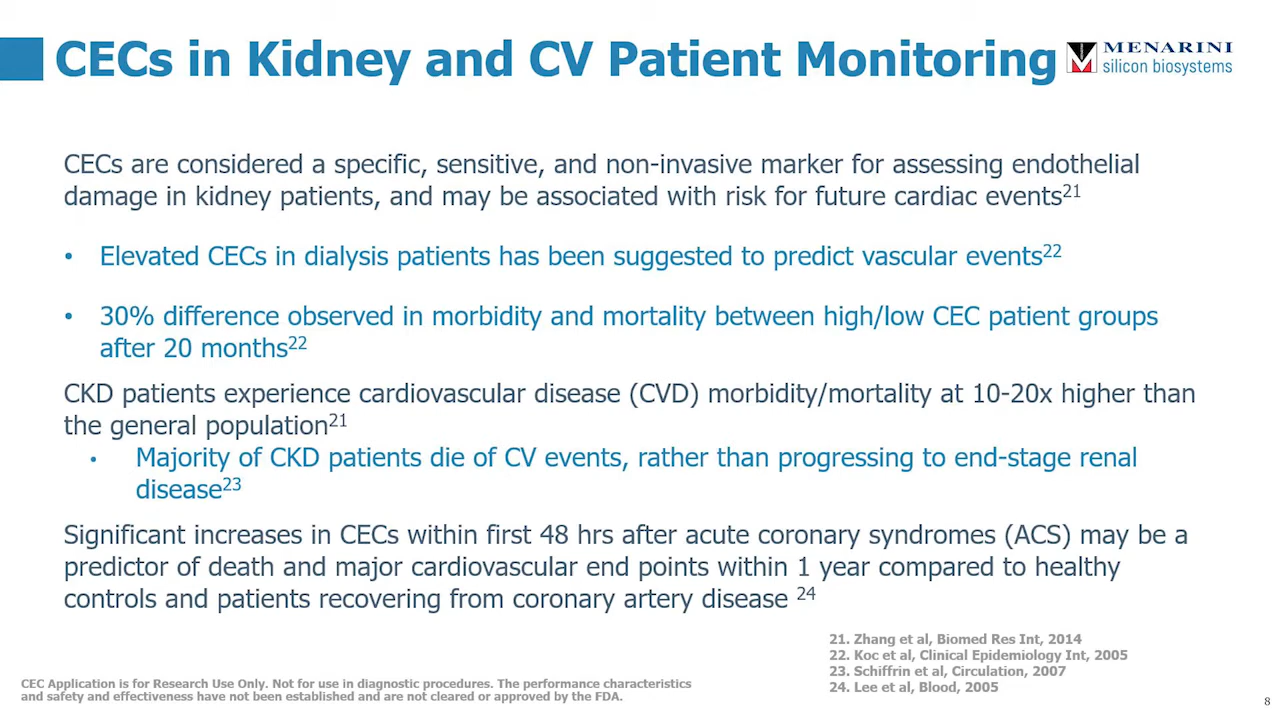 CECs in Kidney and CV Patient Monitoring
MENARINI
silicon biosystems
CECs are considered a specific, sensitive, and non-invasive marker for assessing endothelial
damage in kidney patients, and may be associated with risk for future cardiac events21
• Elevated CECs in dialysis patients has been suggested to predict vascular events22
• 30% difference observed in morbidity and mortality between high/low CEC patient groups
after 20 months22
CKD patients experience cardiovascular disease (CVD) morbidity/mortality at 10-20x higher than
the general population21
• Majority of CKD patients die of CV events, rather than progressing to end-stage renal
disease23
Significant increases in CECs within first 48 hrs after acute coronary syndromes (ACS) may be a
predictor of death and major cardiovascular end points within 1 year compared to healthy
controls and patients recovering from coronary artery disease 24
21. Zhang et al, Biomed Res Int, 2014
22. Koc et al, Clinical Epidemiology Int, 2005
23. Schiffrin et al, Circulation, 2007
24. Lee et al, Blood, 2005
CEC Application is for Research Use Only. Not for use in diagnostic procedures. The performance characteristics
and safety and effectiveness have not been established and are not cleared or approved by the FDA.
8